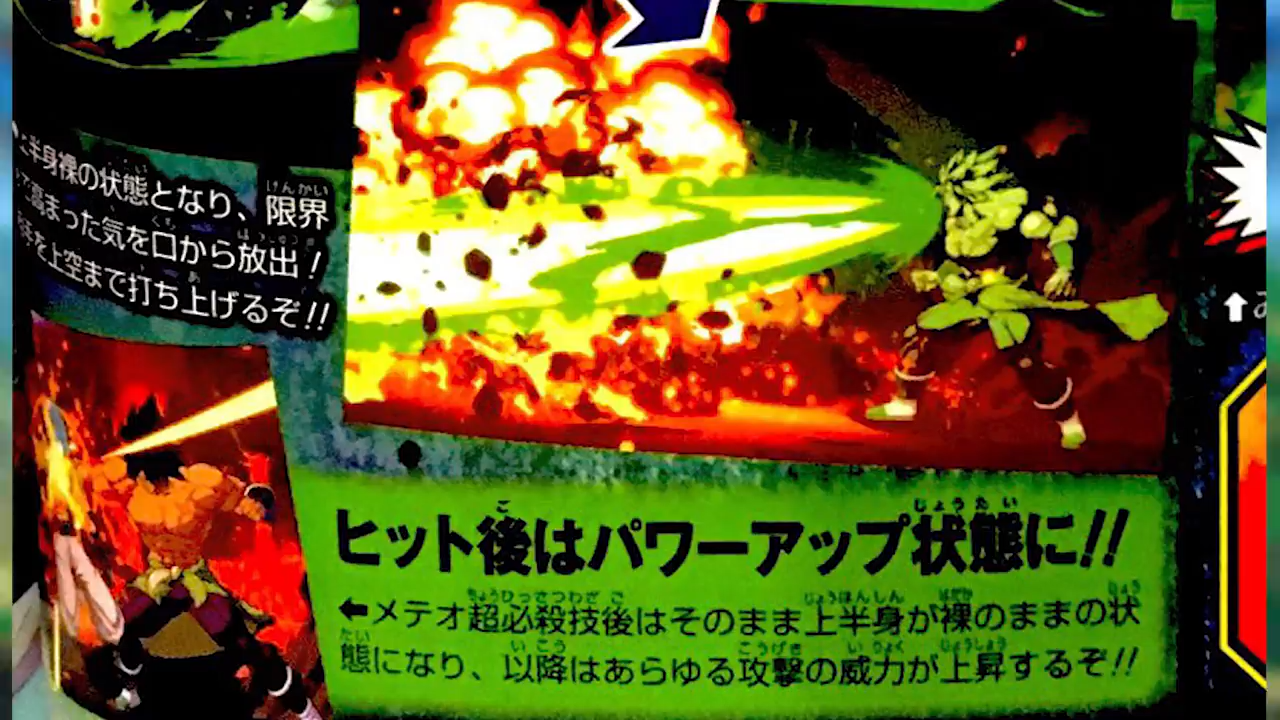 上半身裸の状態となり、限界
高まった気を口から放出!
を上空まで打ち上げるぞ!!
ヒット後はパワーアップ状態に!!
←メテオ超必殺技後はそのまま上半身が裸のままの状
態になり、以降はあらゆる攻撃の威力が上昇するぞ!!